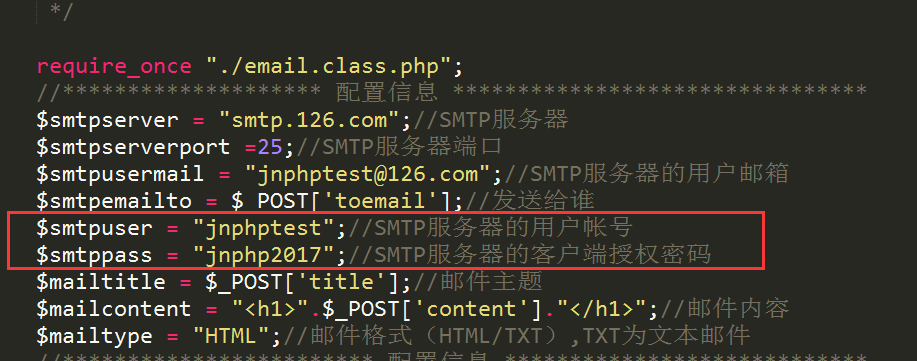 */
require_once "./email.class.php";
//******************** 配置信息 ********************************
$smtpserver = "smtp.126.com";//SMTP服务器
$smtpserverport =25;//SMTP服务器端口
$smtpusermail = "jnphptest@126.com";//SMTP服务器的用户邮箱
$smtpemailto = $_POST['toemail'];//发送给谁
$smtpuser = "jnphptest";//SMTP服务器的用户帐号
$smtppass = "jnphp2017";//SMTP服务器的客户端授权密码
$mailtitle = $_POST['title'];//邮件主题
$mailcontent = "<h1>".$_POST['content']."</h1>";//邮件内容
$mailtype = "HTML";//邮件格式（HTML/TXT）,TXT为文本邮件
//************************ 配置信息 ****************************